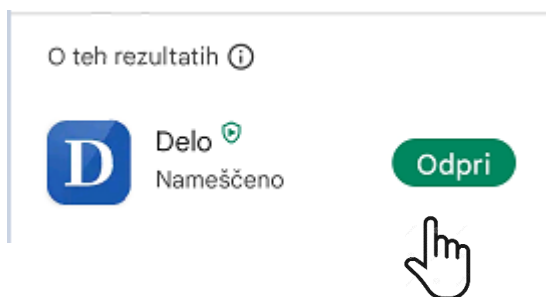 O teh rezultatih
D
Delo
Nameščeno
Odpri